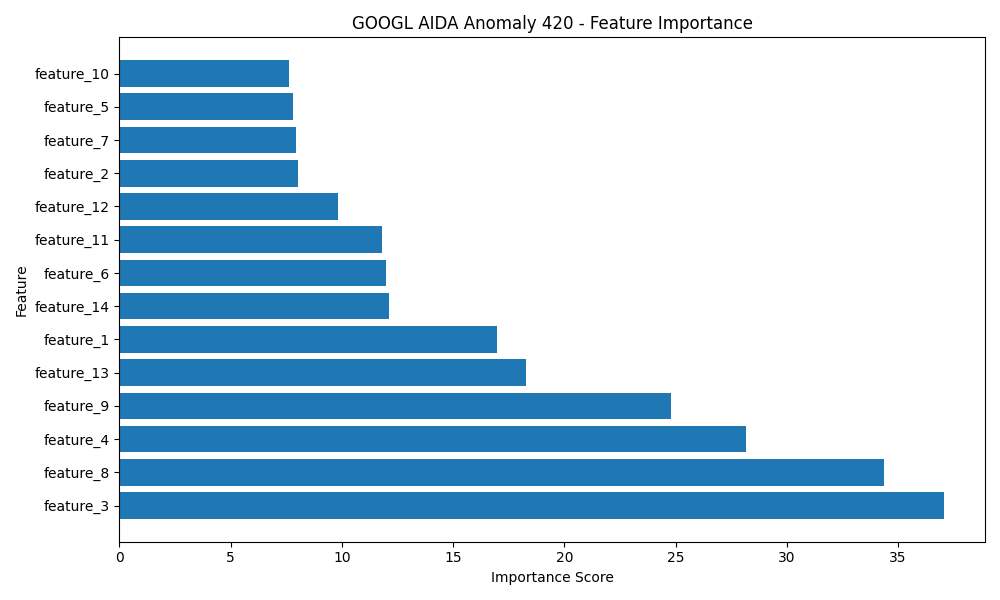 GOOGL AIDA Anomaly 420 - Feature Importance
feature_10
feature_5
feature_7
feature_2
feature_12
feature_11
feature_6
feature_14
feature_1
feature_13
feature_9
feature_4
feature_8
feature_3
Feature
0 5 10 15 20 25 30 35
Importance Score